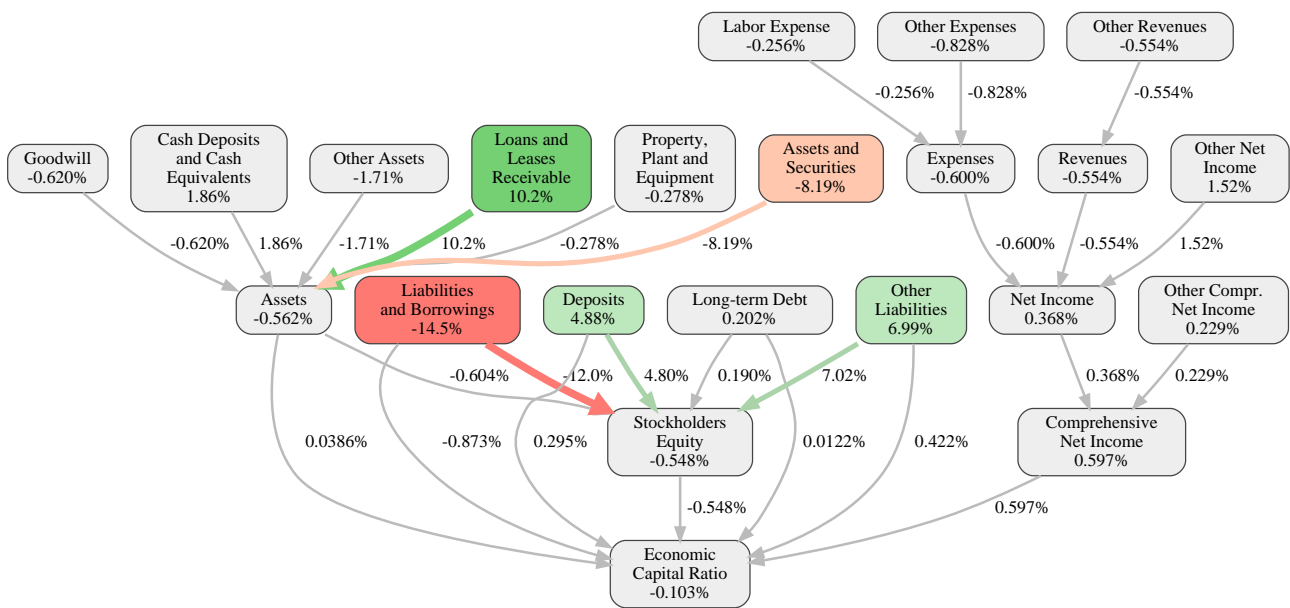 Labor Expense
-0.256%
Other Expenses
-0.828%
Other Revenues
-0.554%
-0.256%
-0.828%
-0.554%
Goodwill
-0.620%
Cash Deposits
and Cash
Equivalents
1.86%
Other Assets
-1.71%
Loans and
Leases
Receivable
10.2%
Property,
Plant and
Equipment
-0.278%
Assets and
Securities
-8.19%
Expenses
-0.600%
Revenues
-0.554%
Other Net
Income
1.52%
-0.620%
1.86%
-1.71%
10.2%
-0.278%
-8.19%
-0.600%
-0.554%
1.52%
Assets
-0.562%
Liabilities
and Borrowings
-14.5%
Deposits
4.88%
Long-term Debt
0.202%
Other
Liabilities
6.99%
Net Income
0.368%
Other Compr.
Net Income
0.229%
-0.604%
-12.0%
4.80%
0.190%
7.02%
0.368%
0.229%
0.0386%
-0.873%
0.295%
Stockholders
Equity
-0.548%
0.0122%
0.422%
Comprehensive
Net Income
0.597%
-0.548%
0.597%
Economic
Capital Ratio
-0.103%